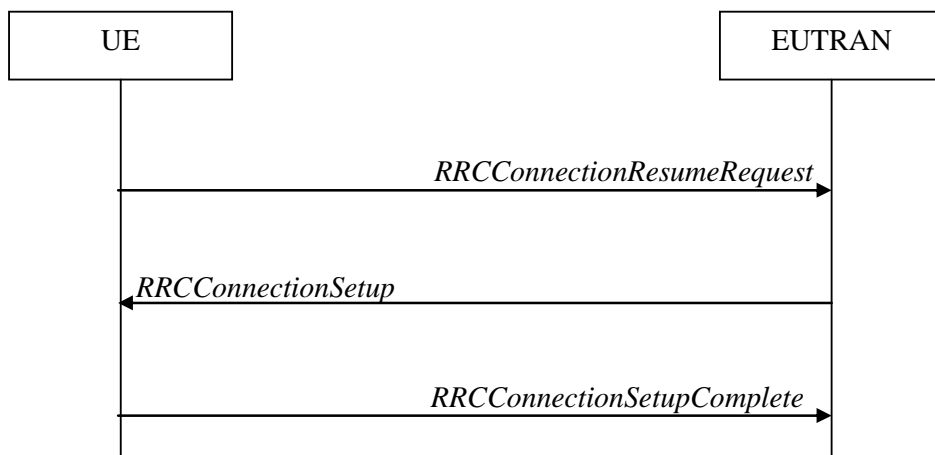 UE
EUTRAN
RRCConnectionResumeRequest
RRCConnectionSetup
RRCConnectionSetupComplete